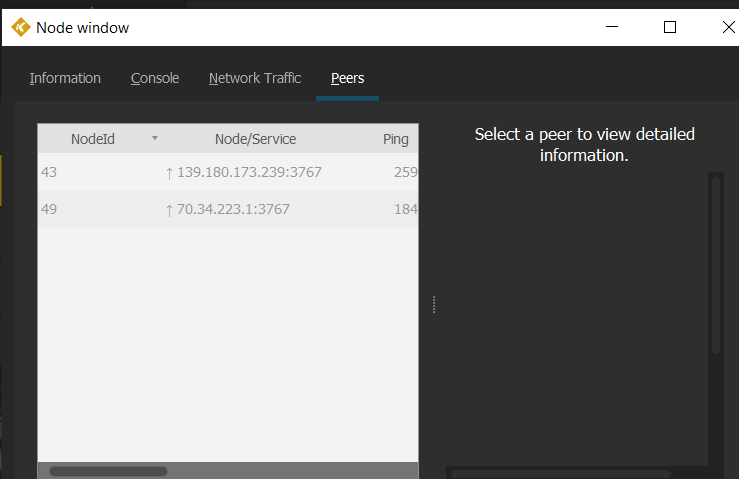 Node window
Information Console Network Traffic Peers
NodeId Node/Service Ping
43 ↑ 139.180.173.239:3767 259
49 ↑ 70.34.223.1:3767 184
Select a peer to view detailed
information.